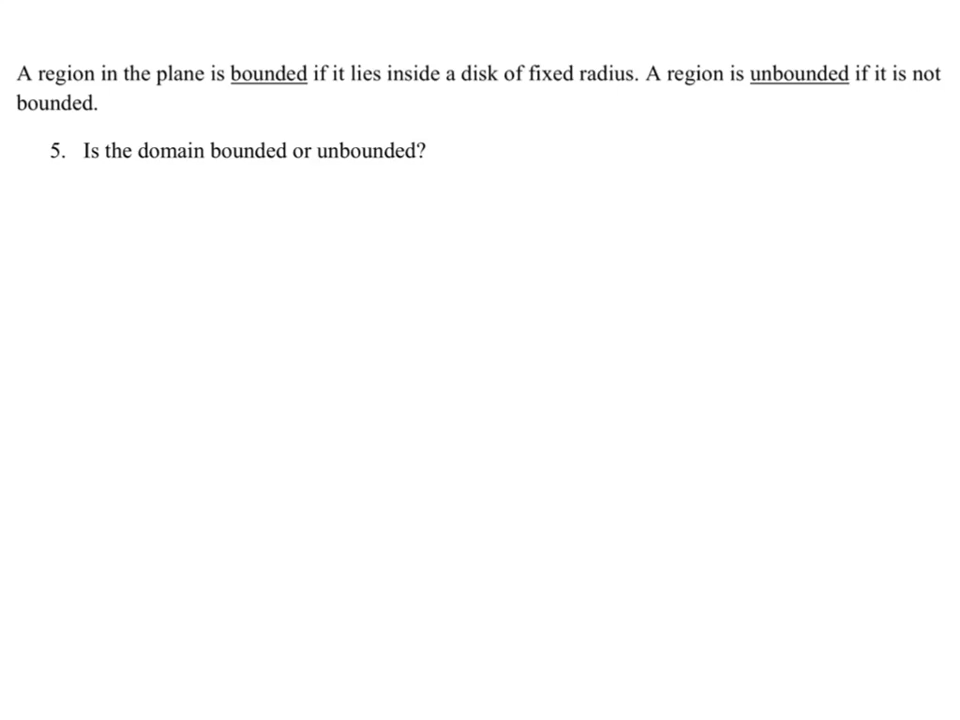 A region in the plane is bounded if it lies inside a disk of fixed radius. A region is unbounded if it is not
bounded.
5. Is the domain bounded or unbounded?